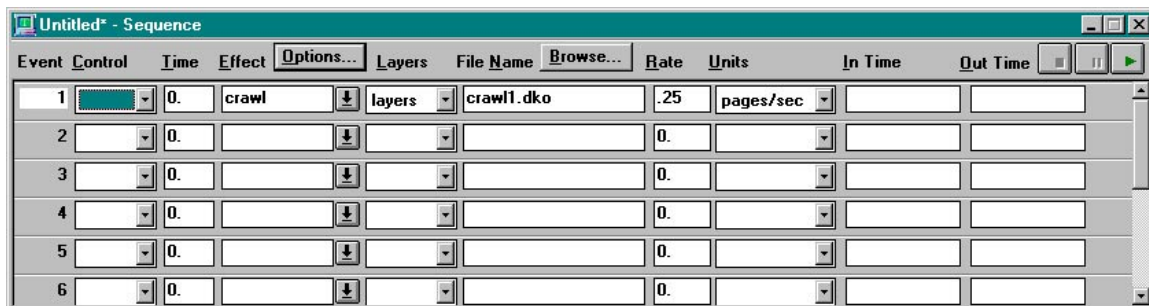 Untitled* - Sequence
Event Control Time Effect Options... Layers File Name Browse... Rate Units In Time Out Time
1 0. crawl layers crawl1.dko .25 pages/sec
2 0. 0.
3 0. 0.
4 0. 0.
5 0. 0.
6 0. 0.